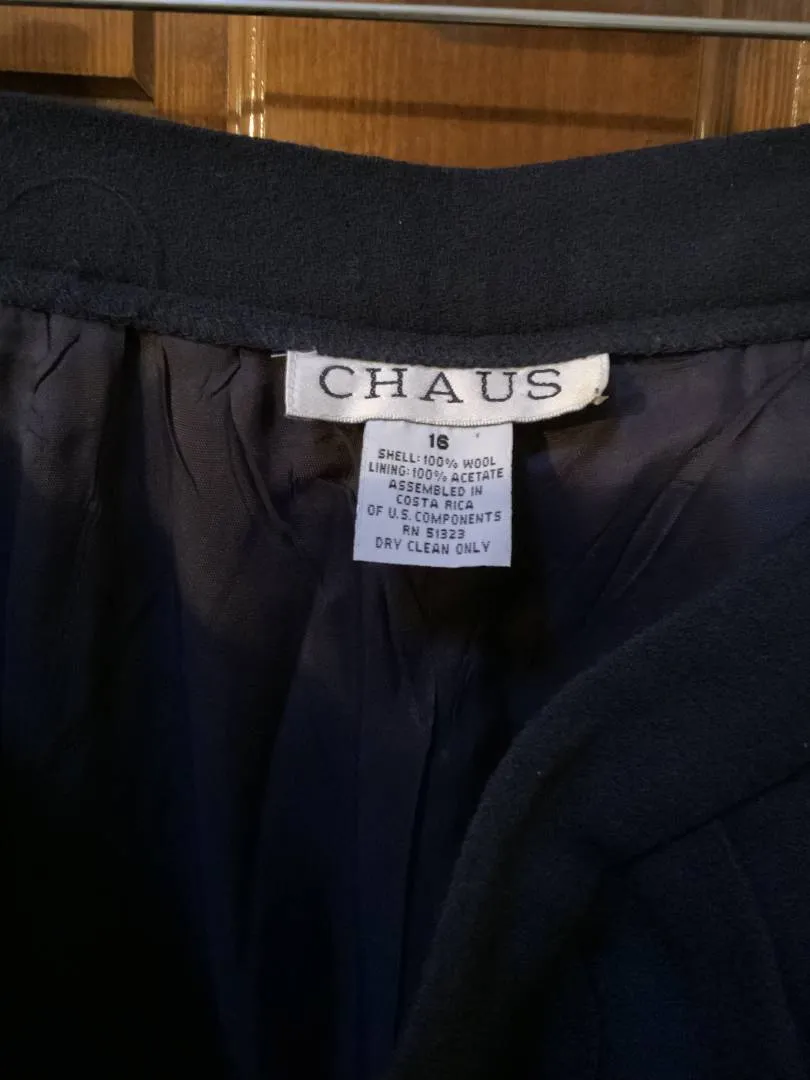 CHAUS
16
SHELL: 100% WOOL
LINING: 100% ACETATE
ASSEMBLED IN
COSTA RICA
OF U.S. COMPONENTS
RN 51323
DRY CLEAN ONLY